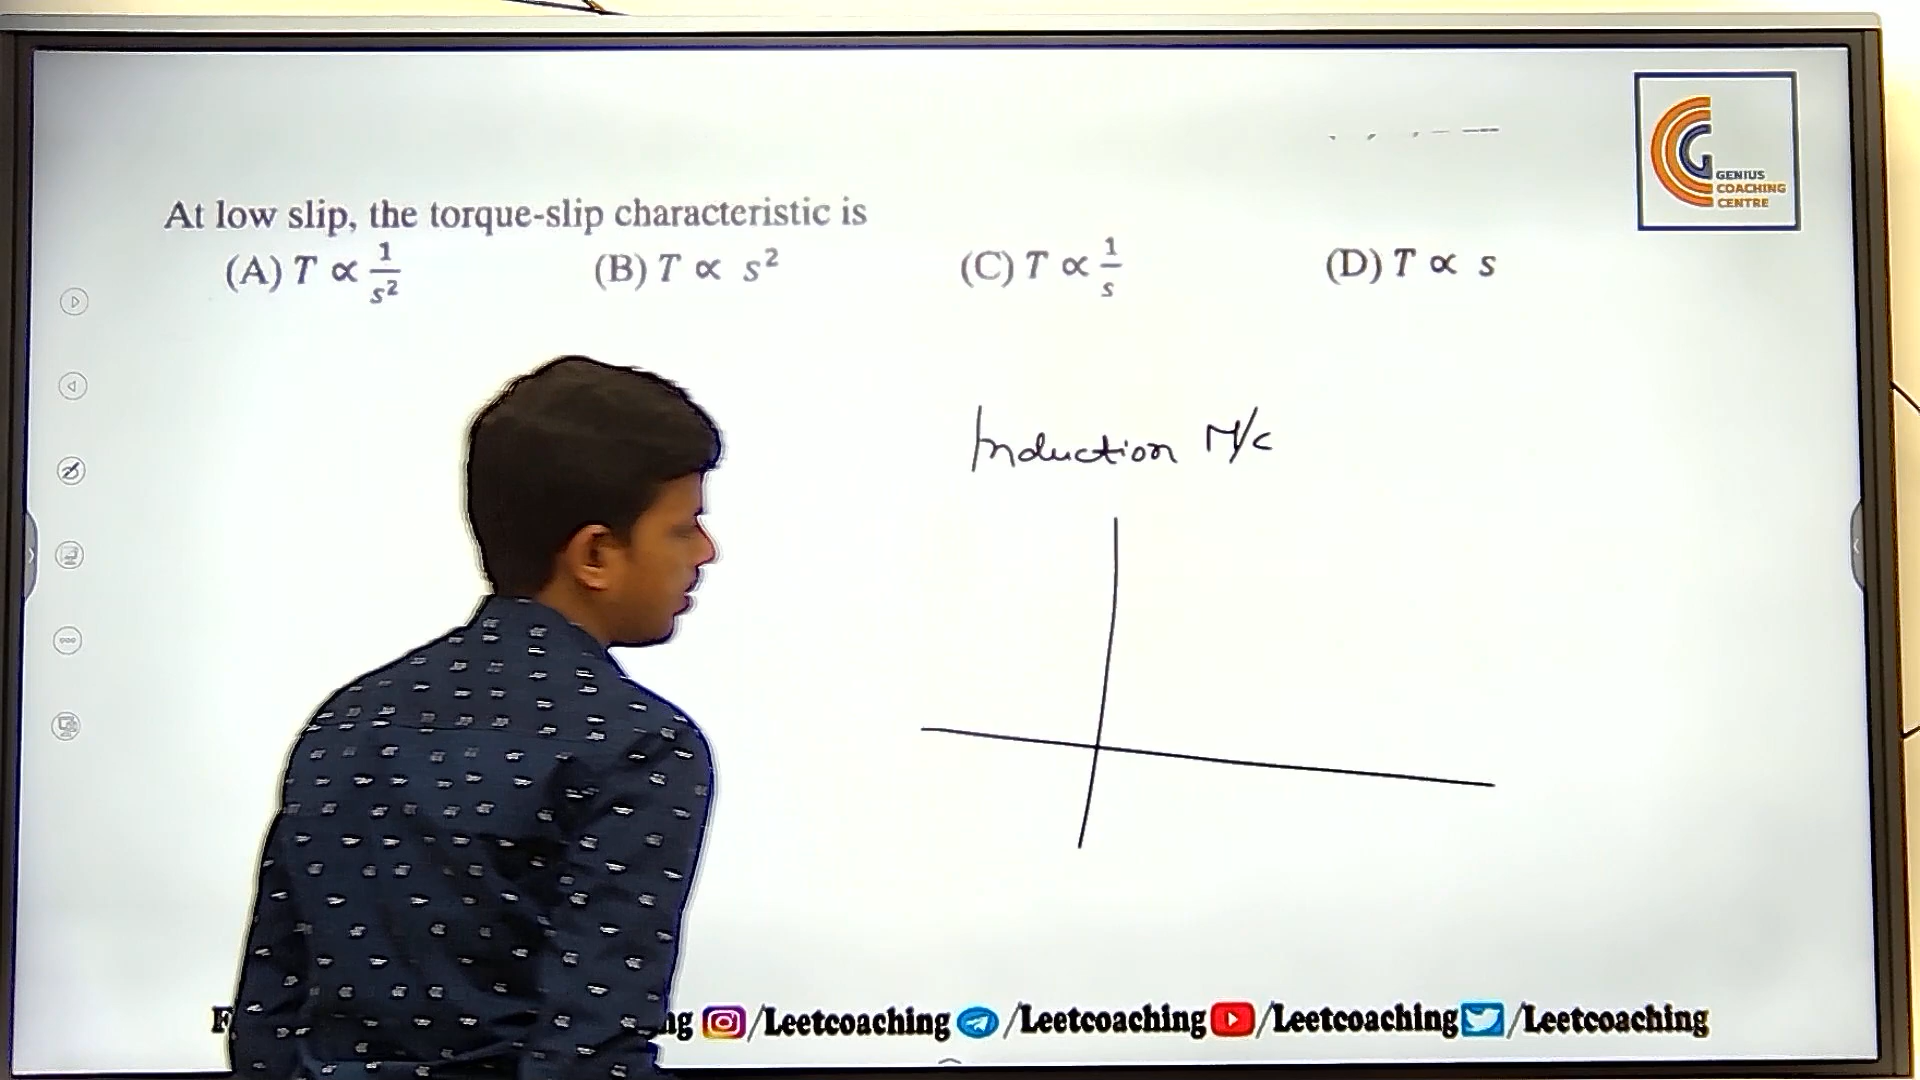 GENIUS
COACHING
CENTRE
At low slip, the torque-slip characteristic is
(A) T ∝ 1/s² (B) T ∝ s² (C) T ∝ 1/s (D) T ∝ s
Induction M/c
/Leetcoaching /Leetcoaching /Leetcoaching /Leetcoaching